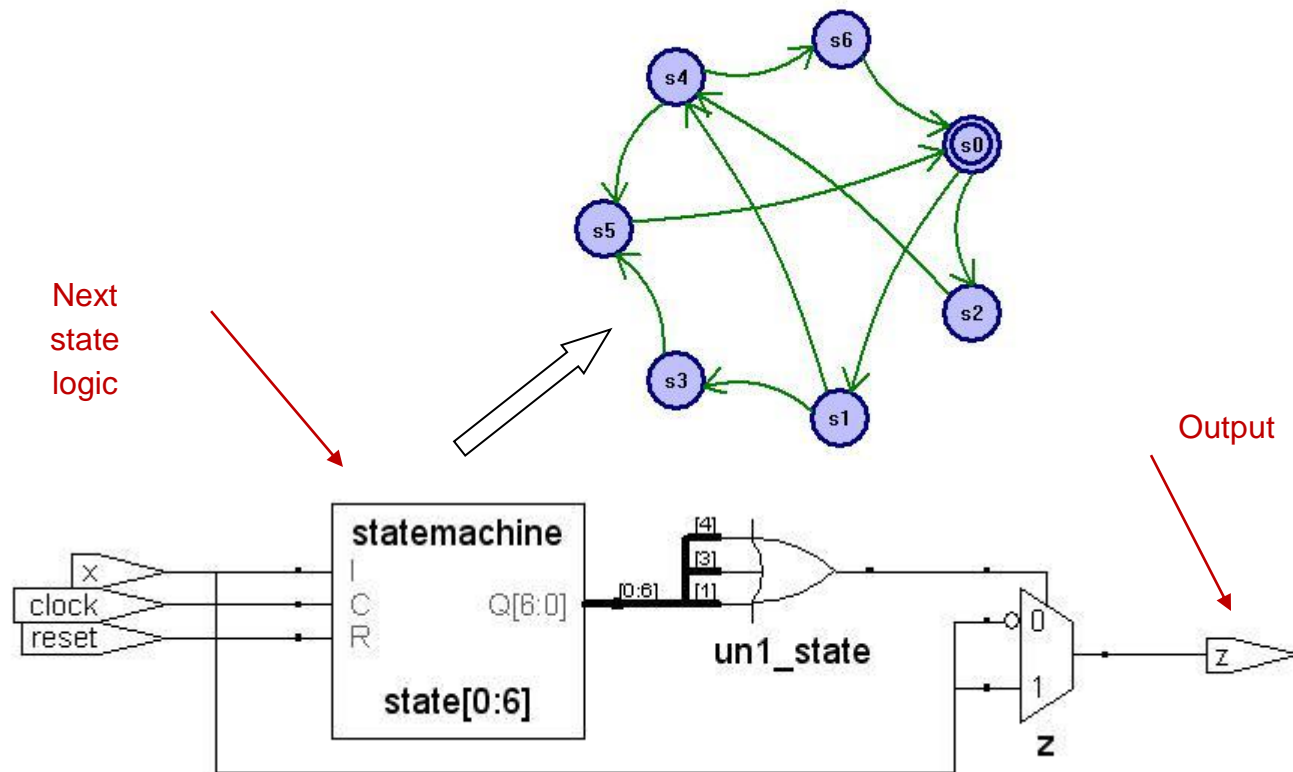 s6
s4
s0
s5
s2
s3
s1
Next
state
logic
Output
statemachine
x
clock
reset
I
C
R
Q[6:0]
state[0:6]
[0:6]
[4]
[3]
[1]
un1_state
0
1
z
z